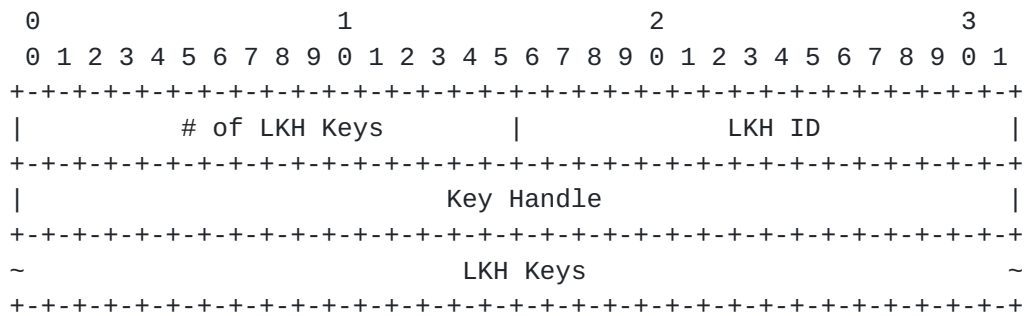 0                   1                   2                   3
 0 1 2 3 4 5 6 7 8 9 0 1 2 3 4 5 6 7 8 9 0 1 2 3 4 5 6 7 8 9 0 1
+-+-+-+-+-+-+-+-+-+-+-+-+-+-+-+-+-+-+-+-+-+-+-+-+-+-+-+-+-+-+-+-+
|          # of LKH Keys        |             LKH ID            |
+-+-+-+-+-+-+-+-+-+-+-+-+-+-+-+-+-+-+-+-+-+-+-+-+-+-+-+-+-+-+-+-+
|                           Key Handle                          |
+-+-+-+-+-+-+-+-+-+-+-+-+-+-+-+-+-+-+-+-+-+-+-+-+-+-+-+-+-+-+-+-+
~                            LKH Keys                           ~
+-+-+-+-+-+-+-+-+-+-+-+-+-+-+-+-+-+-+-+-+-+-+-+-+-+-+-+-+-+-+-+-+